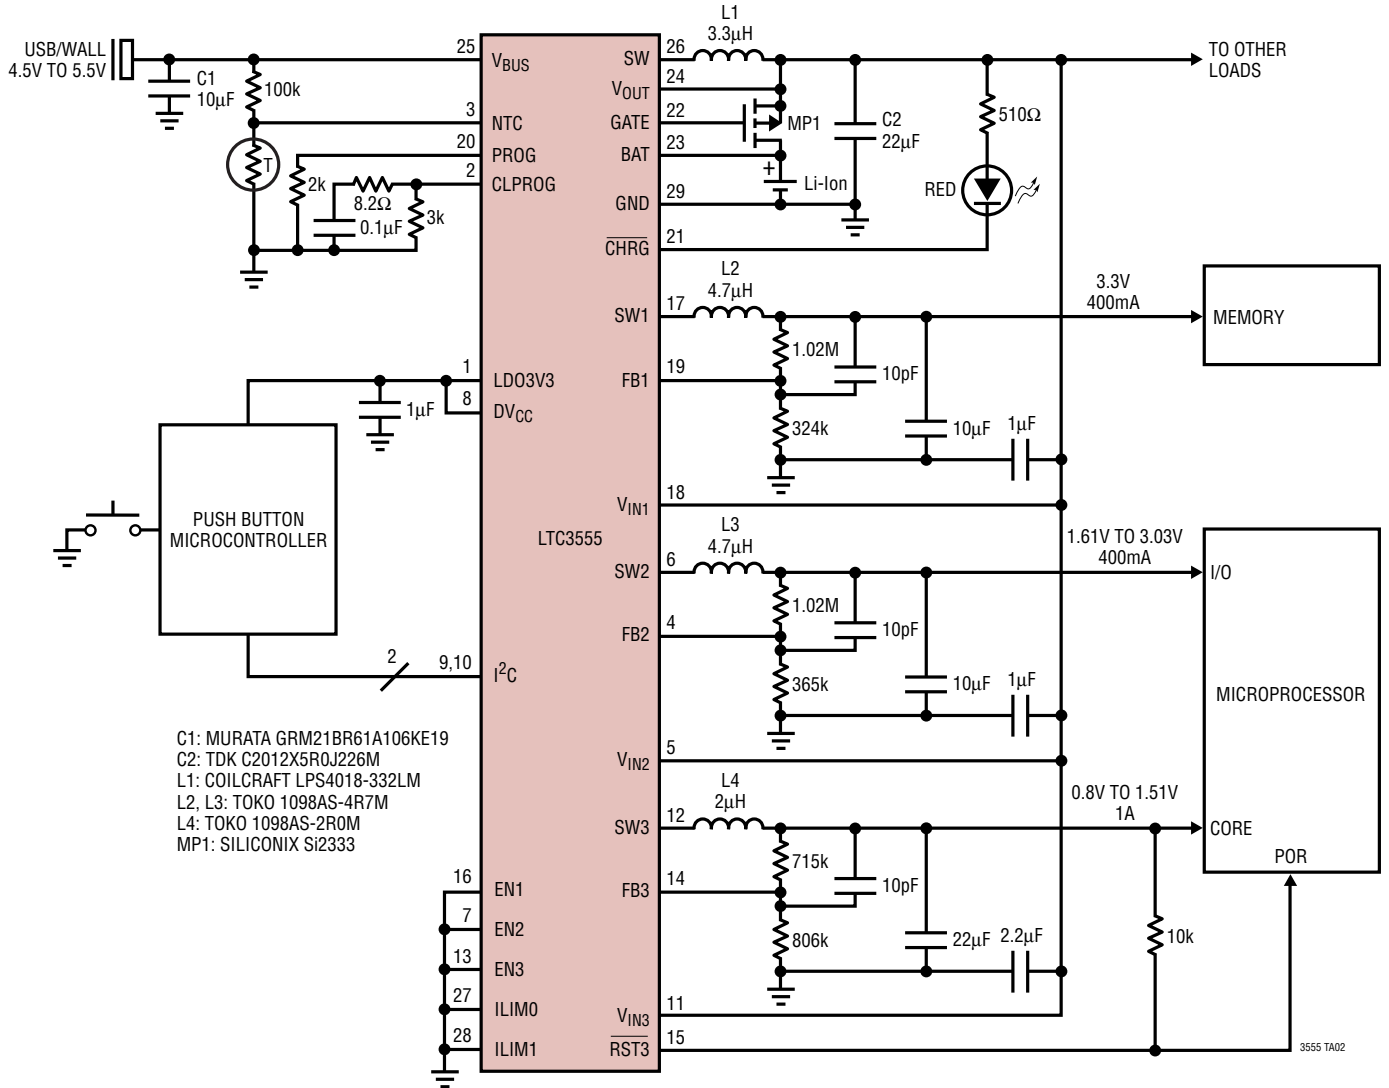 USB/WALL
4.5V TO 5.5V
C1
10µF
100k
T
2k
8.2Ω
0.1µF
3k
25
3
20
2
VBUS
NTC
PROG
CLPROG
SW
VOUT
GATE
BAT
GND
CHRG
26
24
22
23
29
21
L1
3.3µH
MP1
+
Li-Ion
C2
22µF
510Ω
RED
TO OTHER
LOADS
SW1
17
L2
4.7µH
FB1
19
1.02M
10pF
324k
10µF
1µF
3.3V
400mA
MEMORY
VIN1
18
1
LDO3V3
8
DVCC
1µF
PUSH BUTTON
MICROCONTROLLER
2
9,10
I2C
LTC3555
SW2
6
L3
4.7µH
FB2
4
1.02M
10pF
365k
10µF
1µF
1.61V TO 3.03V
400mA
I/O
MICROPROCESSOR
VIN2
5
SW3
12
L4
2µH
FB3
14
715k
10pF
806k
22µF
2.2µF
0.8V TO 1.51V
1A
CORE
POR
10k
VIN3
11
RST3
15
C1: MURATA GRM21BR61A106KE19
C2: TDK C2012X5R0J226M
L1: COILCRAFT LPS4018-332LM
L2, L3: TOKO 1098AS-4R7M
L4: TOKO 1098AS-2R0M
MP1: SILICONIX Si2333
16
EN1
7
EN2
13
EN3
27
ILIM0
28
ILIM1
3555 TA02